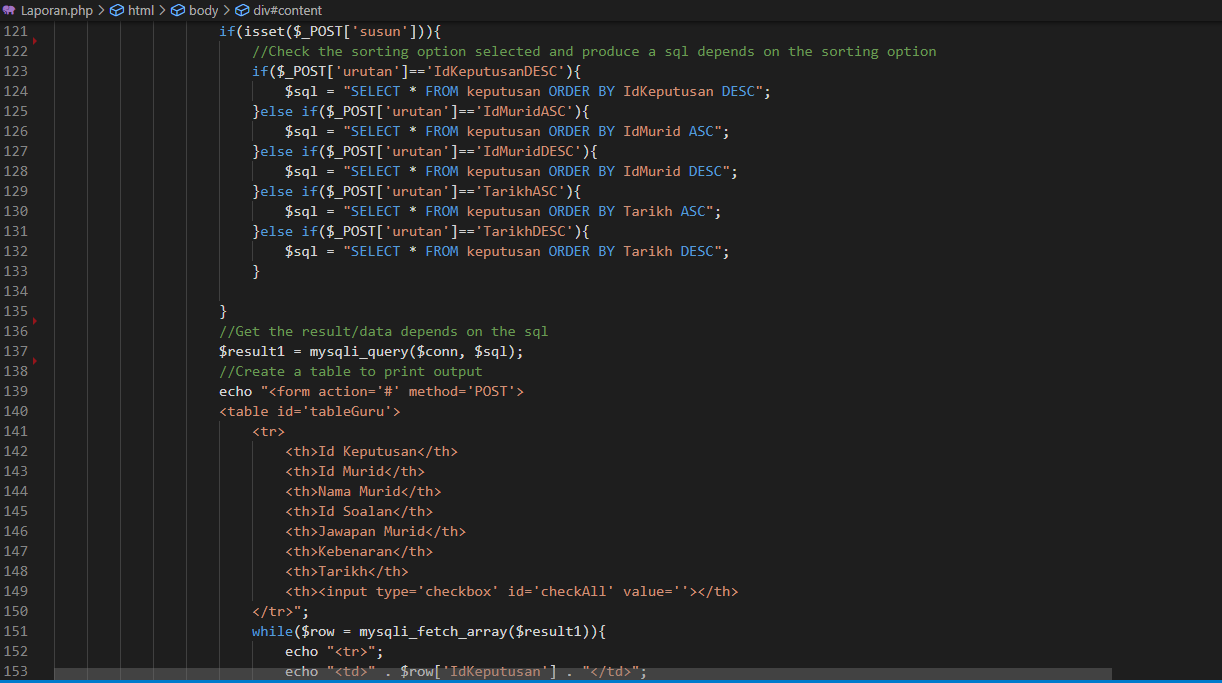 Laporan.php > html > body > div#content
121 if(isset($_POST['susun'])){
122 //Check the sorting option selected and produce a sql depends on the sorting option
123 if($_POST['urutan']=='IdKeputusanDESC'){
124 $sql = "SELECT * FROM keputusan ORDER BY IdKeputusan DESC";
125 }else if($_POST['urutan']=='IdMuridASC'){
126 $sql = "SELECT * FROM keputusan ORDER BY IdMurid ASC";
127 }else if($_POST['urutan']=='IdMuridDESC'){
128 $sql = "SELECT * FROM keputusan ORDER BY IdMurid DESC";
129 }else if($_POST['urutan']=='TarikhASC'){
130 $sql = "SELECT * FROM keputusan ORDER BY Tarikh ASC";
131 }else if($_POST['urutan']=='TarikhDESC'){
132 $sql = "SELECT * FROM keputusan ORDER BY Tarikh DESC";
133 }
134
135 }
136 //Get the result/data depends on the sql
137 $result1 = mysqli_query($conn, $sql);
138 //Create a table to print output
139 echo "<form action='#' method='POST'>
140 <table id='tableGuru'>
141 <tr>
142 <th>Id Keputusan</th>
143 <th>Id Murid</th>
144 <th>Nama Murid</th>
145 <th>Id Soalan</th>
146 <th>Jawapan Murid</th>
147 <th>Kebenaran</th>
148 <th>Tarikh</th>
149 <th><input type='checkbox' id='checkAll' value=''></th>
150 </tr>";
151 while($row = mysqli_fetch_array($result1)){
152 echo "<tr>";
153 echo "<td>" . $row['IdKeputusan'] . "</td>";